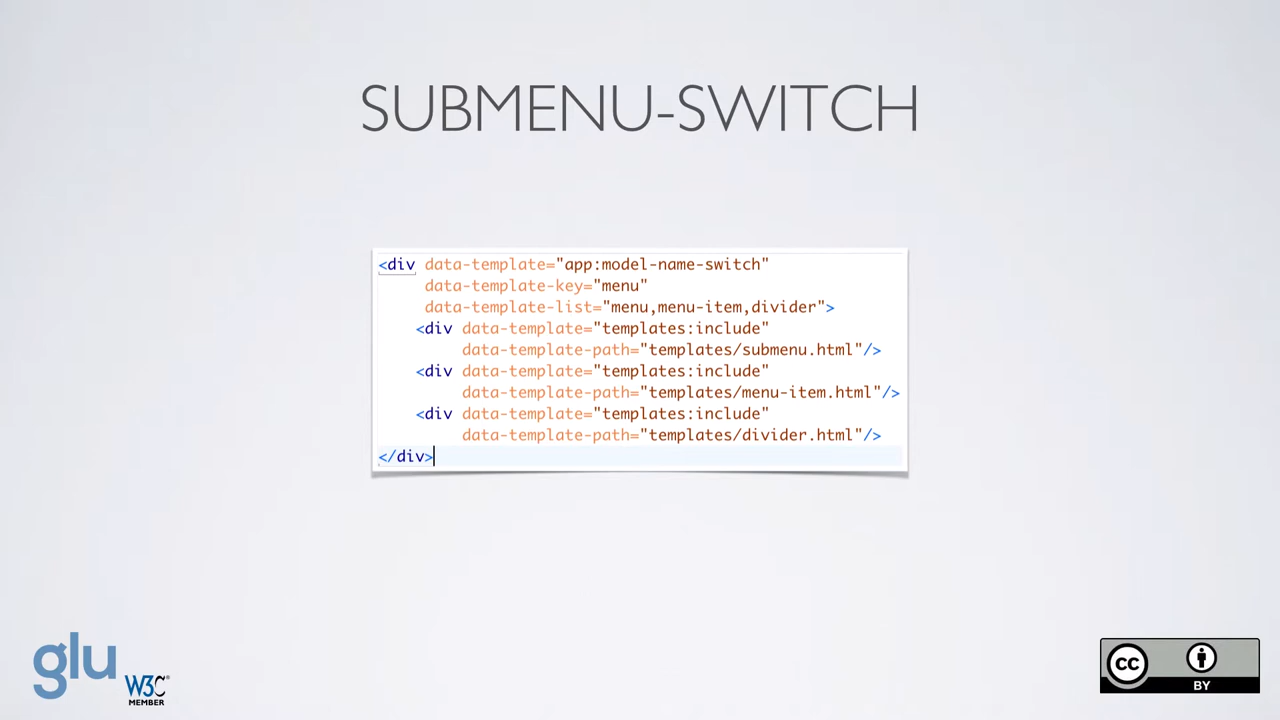 SUBMENU-SWITCH
<div data-template="app:model-name-switch"
data-template-key="menu"
data-template-list="menu,menu-item,divider">
<div data-template="templates:include"
data-template-path="templates/submenu.html"/>
<div data-template="templates:include"
data-template-path="templates/menu-item.html"/>
<div data-template="templates:include"
data-template-path="templates/divider.html"/>
</div>
glu
W3C®
MEMBER
cc
BY